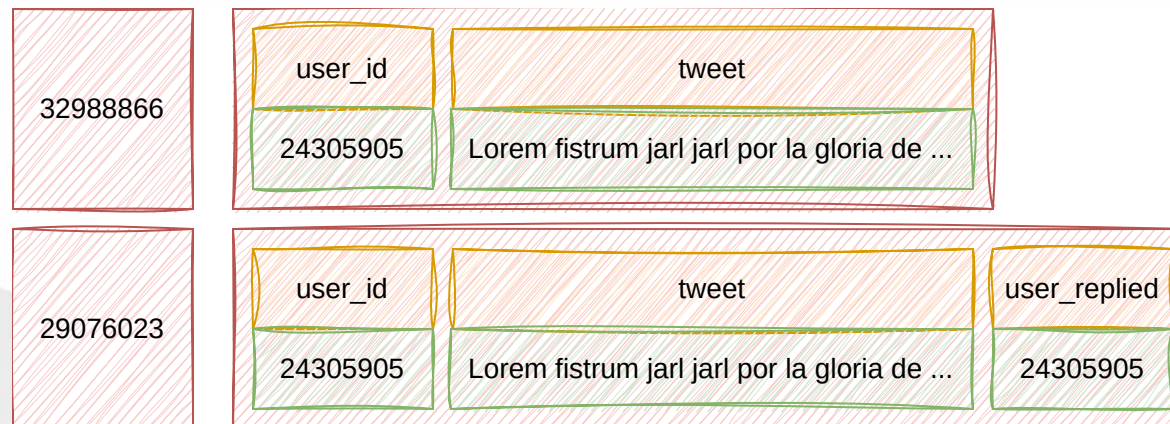 32988866
user_id
tweet
24305905
Lorem fistrum jarl jarl por la gloria de ...
29076023
user_id
tweet
user_replied
24305905
Lorem fistrum jarl jarl por la gloria de ...
24305905